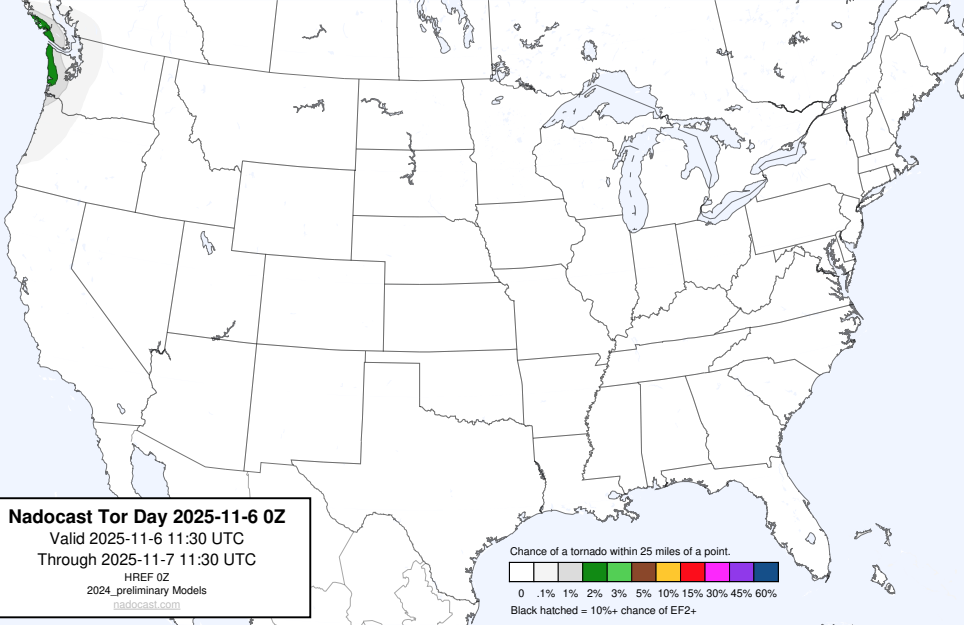 Nadocast Tor Day 2025-11-6 0Z
Valid 2025-11-6 11:30 UTC
Through 2025-11-7 11:30 UTC
HREF 0Z
2024_preliminary Models
nadocast.com
Chance of a tornado within 25 miles of a point.
0 .1% 1% 2% 3% 5% 10% 15% 30% 45% 60%
Black hatched = 10%+ chance of EF2+